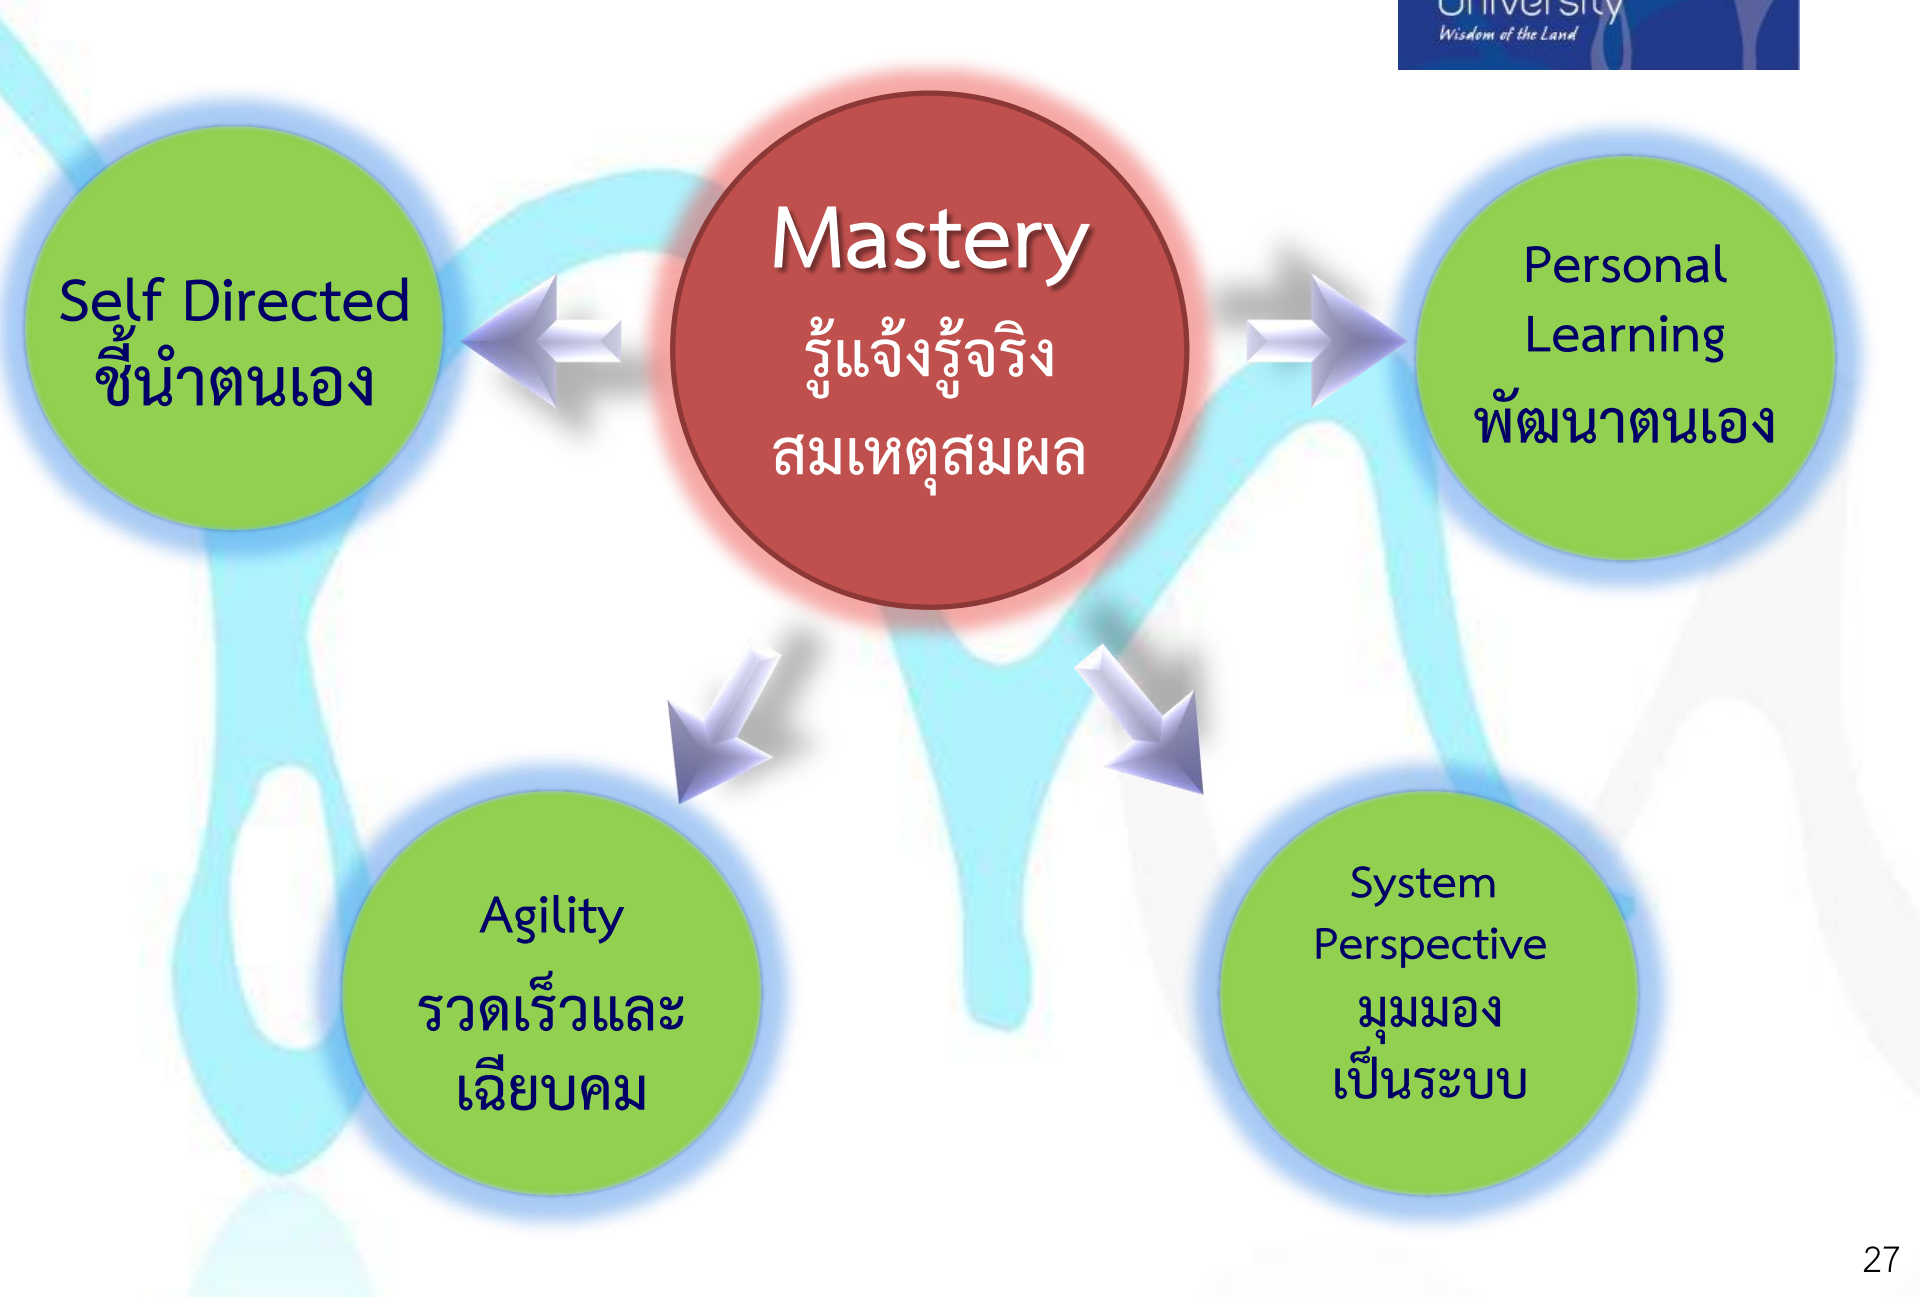 University
Wisdom of the Land
Mastery
รู้แจ้งรู้จริง
สมเหตุสมผล
Self Directed
ชี้นำตนเอง
Personal
Learning
พัฒนาตนเอง
Agility
รวดเร็วและ
เฉียบคม
System
Perspective
มุมมอง
เป็นระบบ
27